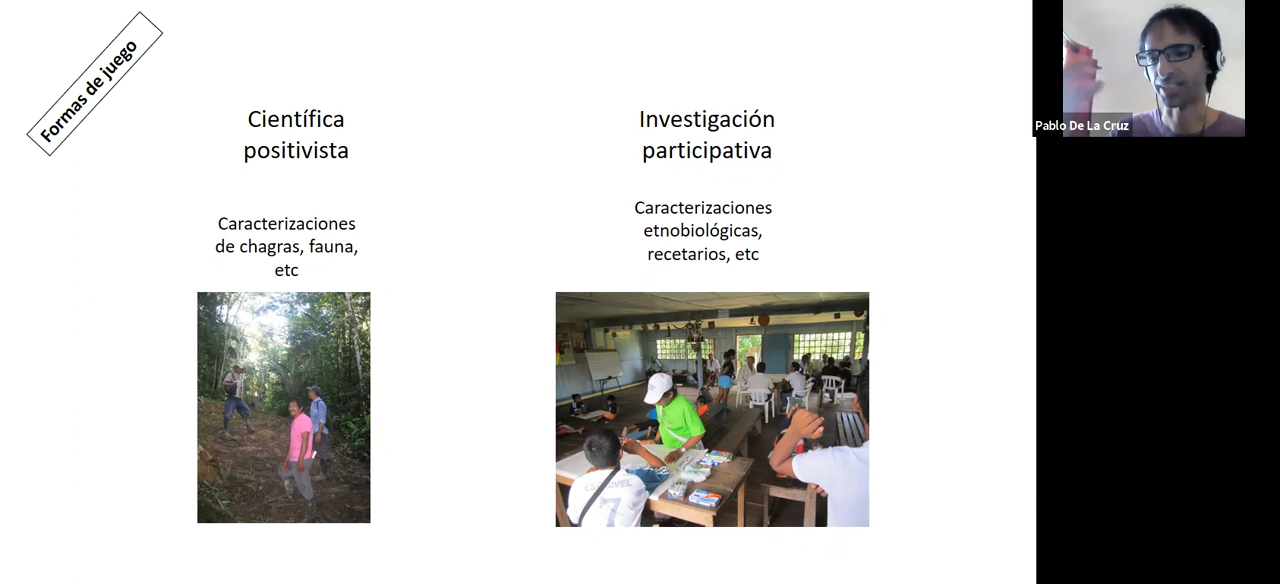 Formas de juego
Científica
positivista
Investigación
participativa
Caracterizaciones
de chagras, fauna,
etc
Caracterizaciones
etnobiológicas,
recetarios, etc
Pablo De La Cruz
7